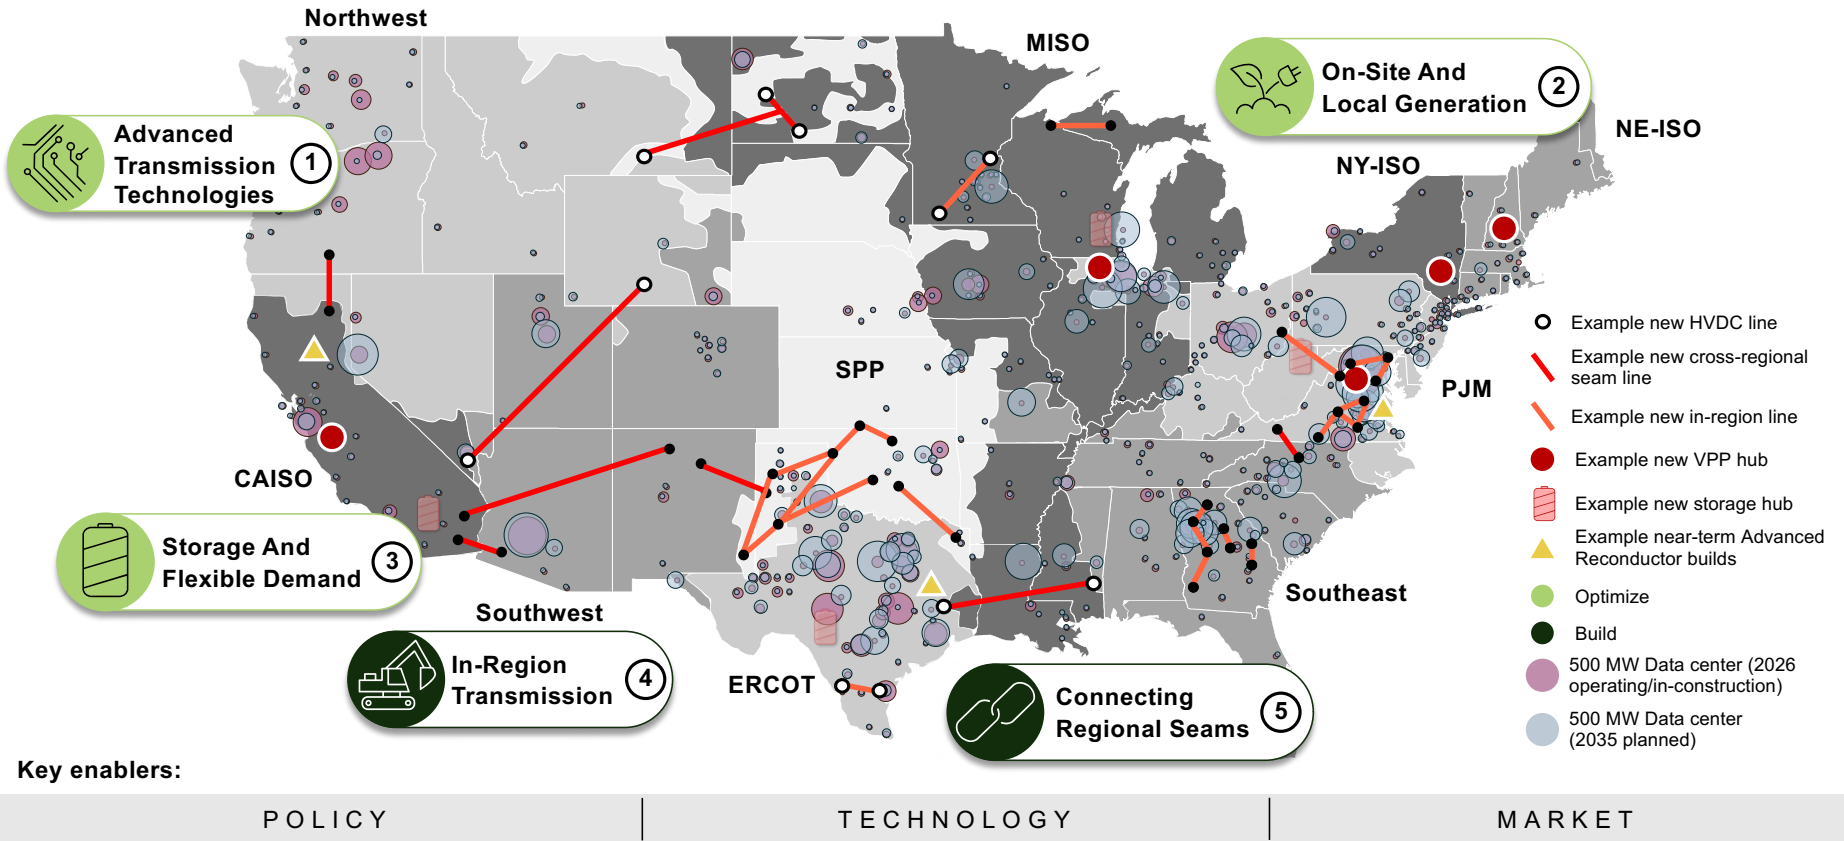 Northwest
MISO
On-Site And
Local Generation
2
NE-ISO
Advanced
Transmission
Technologies
1
NY-ISO
Example new HVDC line
Example new cross-regional
seam line
SPP
PJM
Example new in-region line
Example new VPP hub
CAISO
Example new storage hub
Storage And
Flexible Demand
3
Example near-term Advanced
Reconductor builds
Southeast
Optimize
Southwest
Build
In-Region
Transmission
4
ERCOT
Connecting
Regional Seams
5
500 MW Data center (2026
operating/in-construction)
500 MW Data center
(2035 planned)
Key enablers:
POLICY
TECHNOLOGY
MARKET